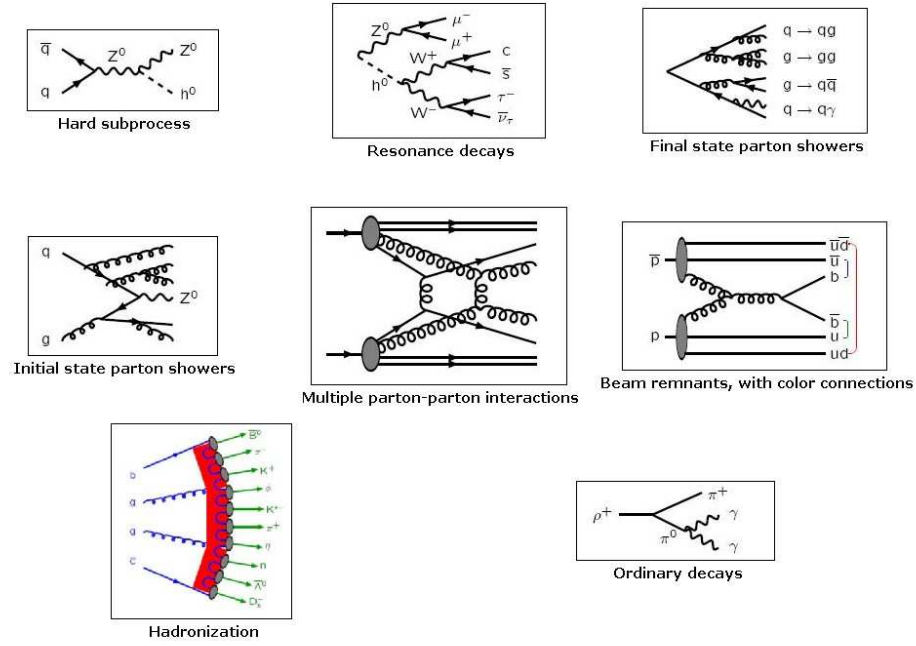 q̅ Z⁰ Z⁰
q h⁰
Hard subprocess
Z⁰ μ⁻
μ⁺
W⁺ c
s̅
h⁰
W⁻ τ⁻
ν̅τ
Resonance decays
q → qg
g → gg
g → qq̅
q → qγ
Final state parton showers
q
Z⁰
g
Initial state parton showers
Multiple parton-parton interactions
u̅d̅
p̅ u̅
b
b̅
p u
ud
Beam remnants, with color connections
B̅⁰
π⁻
K⁺
b
φ
g
K*⁻
π⁺
g
η
c n
Λ̅⁰
Dₛ⁻
Hadronization
π⁺
ρ⁺ γ
π⁰
γ
Ordinary decays